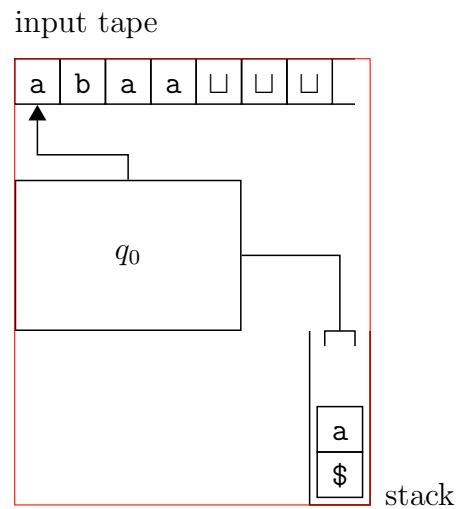 input tape
a b a a ⊔ ⊔ ⊔
q₀
a
$ stack